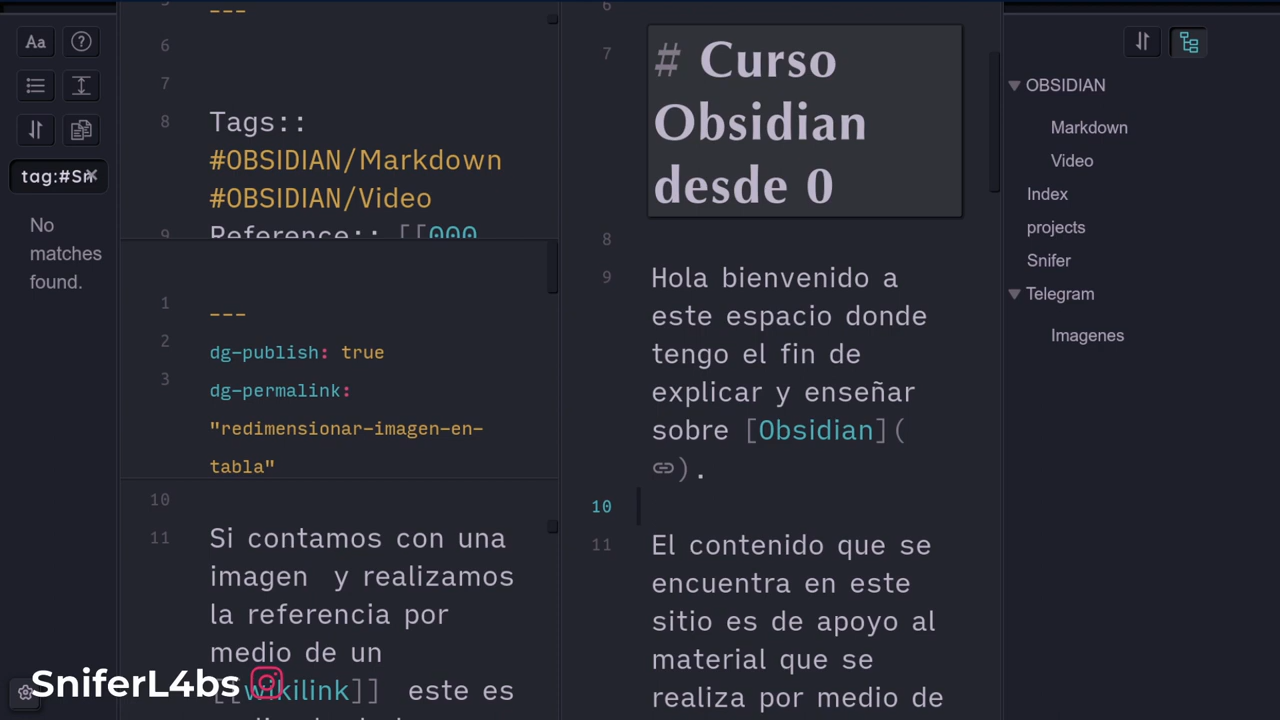 Aa
tag:#Sn
No
matches
found.
---
6
7
8 Tags::
#OBSIDIAN/Markdown
#OBSIDIAN/Video
9 Reference:: [[000
1 ---
2 dg-publish: true
3 dg-permalink:
"redimensionar-imagen-en-
tabla"
10
11 Si contamos con una
imagen y realizamos
la referencia por
medio de un
[[wikilink]] este es
6
7 # Curso
Obsidian
desde 0
8
9 Hola bienvenido a
este espacio donde
tengo el fin de
explicar y enseñar
sobre [Obsidian](
).
10
11 El contenido que se
encuentra en este
sitio es de apoyo al
material que se
realiza por medio de
OBSIDIAN
Markdown
Video
Index
projects
Snifer
Telegram
Imagenes
SniferL4bs